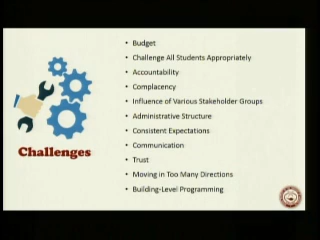 Challenges
• Budget
• Challenge All Students Appropriately
• Accountability
• Complacency
• Influence of Various Stakeholder Groups
• Administrative Structure
• Consistent Expectations
• Communication
• Trust
• Moving in Too Many Directions
• Building-Level Programming